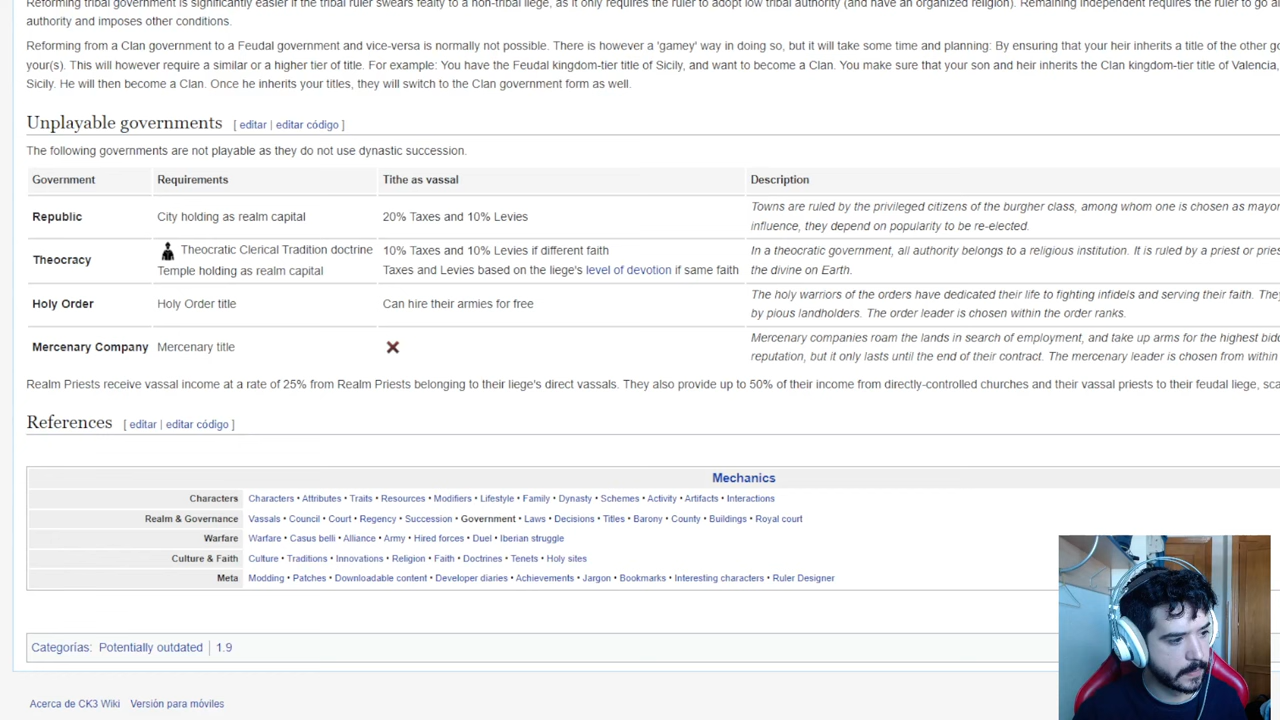 Reforming tribal government is significantly easier if the tribal ruler swears fealty to a non-tribal liege, as it only requires the ruler to adopt low tribal authority (and have an organized religion). Remaining independent requires the ruler to go al
authority and imposes other conditions.
Reforming from a Clan government to a Feudal government and vice-versa is normally not possible. There is however a 'gamey' way in doing so, but it will take some time and planning: By ensuring that your heir inherits a title of the other go
your(s). This will however require a similar or a higher tier of title. For example: You have the Feudal kingdom-tier title of Sicily, and want to become a Clan. You make sure that your son and heir inherits the Clan kingdom-tier title of Valencia,
Sicily. He will then become a Clan. Once he inherits your titles, they will switch to the Clan government form as well.
Unplayable governments [ editar | editar código ]
The following governments are not playable as they do not use dynastic succession.
Government Requirements Tithe as vassal Description
Republic City holding as realm capital 20% Taxes and 10% Levies Towns are ruled by the privileged citizens of the burgher class, among whom one is chosen as mayor
influence, they depend on popularity to be re-elected.
Theocracy Theocratic Clerical Tradition doctrine 10% Taxes and 10% Levies if different faith In a theocratic government, all authority belongs to a religious institution. It is ruled by a priest or pries
Temple holding as realm capital Taxes and Levies based on the liege's level of devotion if same faith the divine on Earth.
Holy Order Holy Order title Can hire their armies for free The holy warriors of the orders have dedicated their life to fighting infidels and serving their faith. They
by pious landholders. The order leader is chosen within the order ranks.
Mercenary Company Mercenary title Mercenary companies roam the lands in search of employment, and take up arms for the highest bidd
reputation, but it only lasts until the end of their contract. The mercenary leader is chosen from within
Realm Priests receive vassal income at a rate of 25% from Realm Priests belonging to their liege's direct vassals. They also provide up to 50% of their income from directly-controlled churches and their vassal priests to their feudal liege, sca
References [ editar | editar código ]
Mechanics
Characters Characters • Attributes • Traits • Resources • Modifiers • Lifestyle • Family • Dynasty • Schemes • Activity • Artifacts • Interactions
Realm & Governance Vassals • Council • Court • Regency • Succession • Government • Laws • Decisions • Titles • Barony • County • Buildings • Royal court
Warfare Warfare • Casus belli • Alliance • Army • Hired forces • Duel • Iberian struggle
Culture & Faith Culture • Traditions • Innovations • Religion • Faith • Doctrines • Tenets • Holy sites
Meta Modding • Patches • Downloadable content • Developer diaries • Achievements • Jargon • Bookmarks • Interesting characters • Ruler Designer
Categorías: Potentially outdated | 1.9
Acerca de CK3 Wiki Versión para móviles